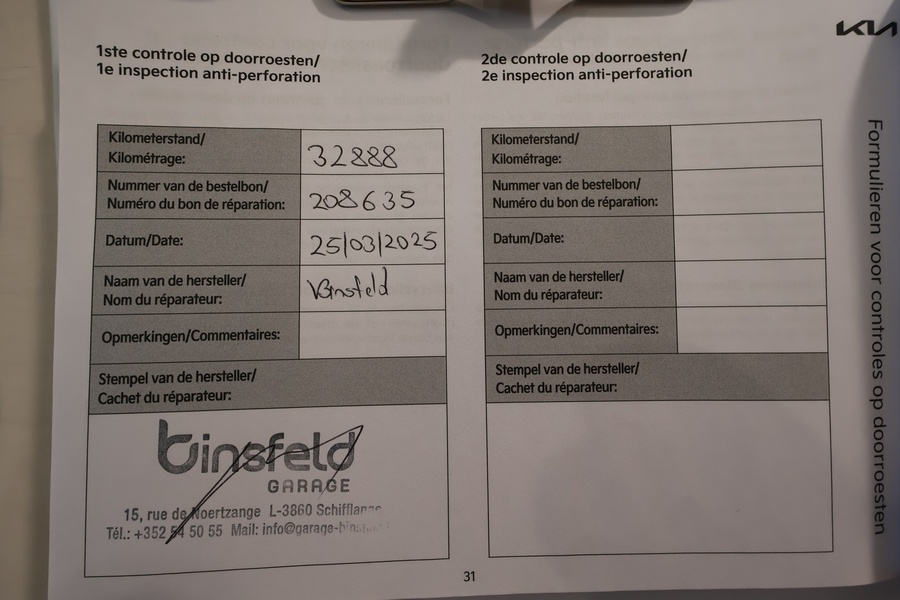 KIA
1ste controle op doorroesten/
1e inspection anti-perforation
Kilometerstand/
Kilométrage:
32888
Nummer van de bestelbon/
Numéro du bon de réparation:
208635
Datum/Date:
25/03/2025
Naam van de hersteller/
Nom du réparateur:
Binsfeld
Opmerkingen/Commentaires:
Stempel van de hersteller/
Cachet du réparateur:
binsfeld
GARAGE
15, rue de Noertzange L-3860 Schifflange
Tél.: +352 54 50 55 Mail: info@garage-bins
2de controle op doorroesten/
2e inspection anti-perforation
Kilometerstand/
Kilométrage:
Nummer van de bestelbon/
Numéro du bon de réparation:
Datum/Date:
Naam van de hersteller/
Nom du réparateur:
Opmerkingen/Commentaires:
Stempel van de hersteller/
Cachet du réparateur:
Formulieren voor controles op doorroesten
31